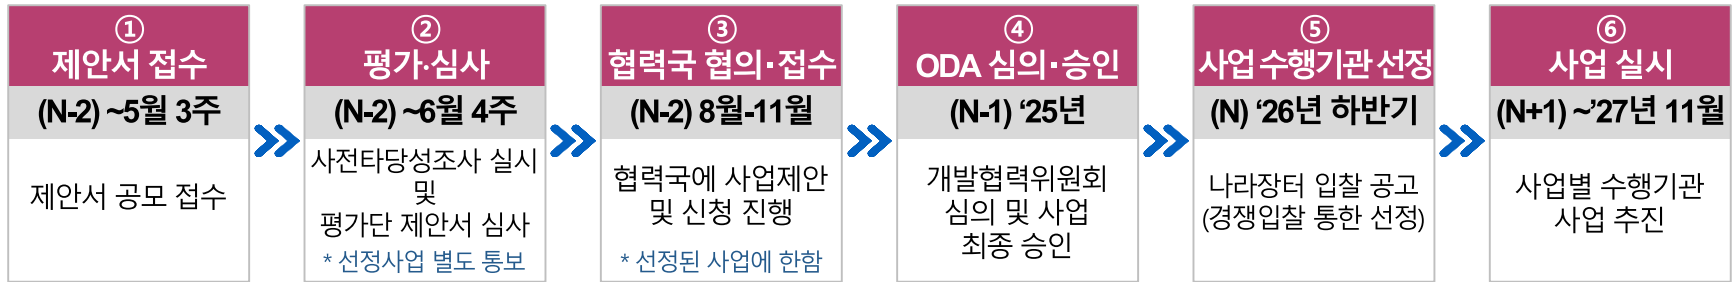 ①
제안서 접수
(N-2) ~5월 3주
제안서 공모 접수
②
평가·심사
(N-2) ~6월 4주
사전타당성조사 실시
및
평가단 제안서 심사
* 선정사업 별도 통보
③
협력국 협의·접수
(N-2) 8월-11월
협력국에 사업제안
및 신청 진행
* 선정된 사업에 한함
④
ODA 심의·승인
(N-1) ‘25년
개발협력위원회
심의 및 사업
최종 승인
⑤
사업 수행기관 선정
(N) ‘26년 하반기
나라장터 입찰 공고
(경쟁입찰 통한 선정)
⑥
사업 실시
(N+1) ~’27년 11월
사업별 수행기관
사업 추진